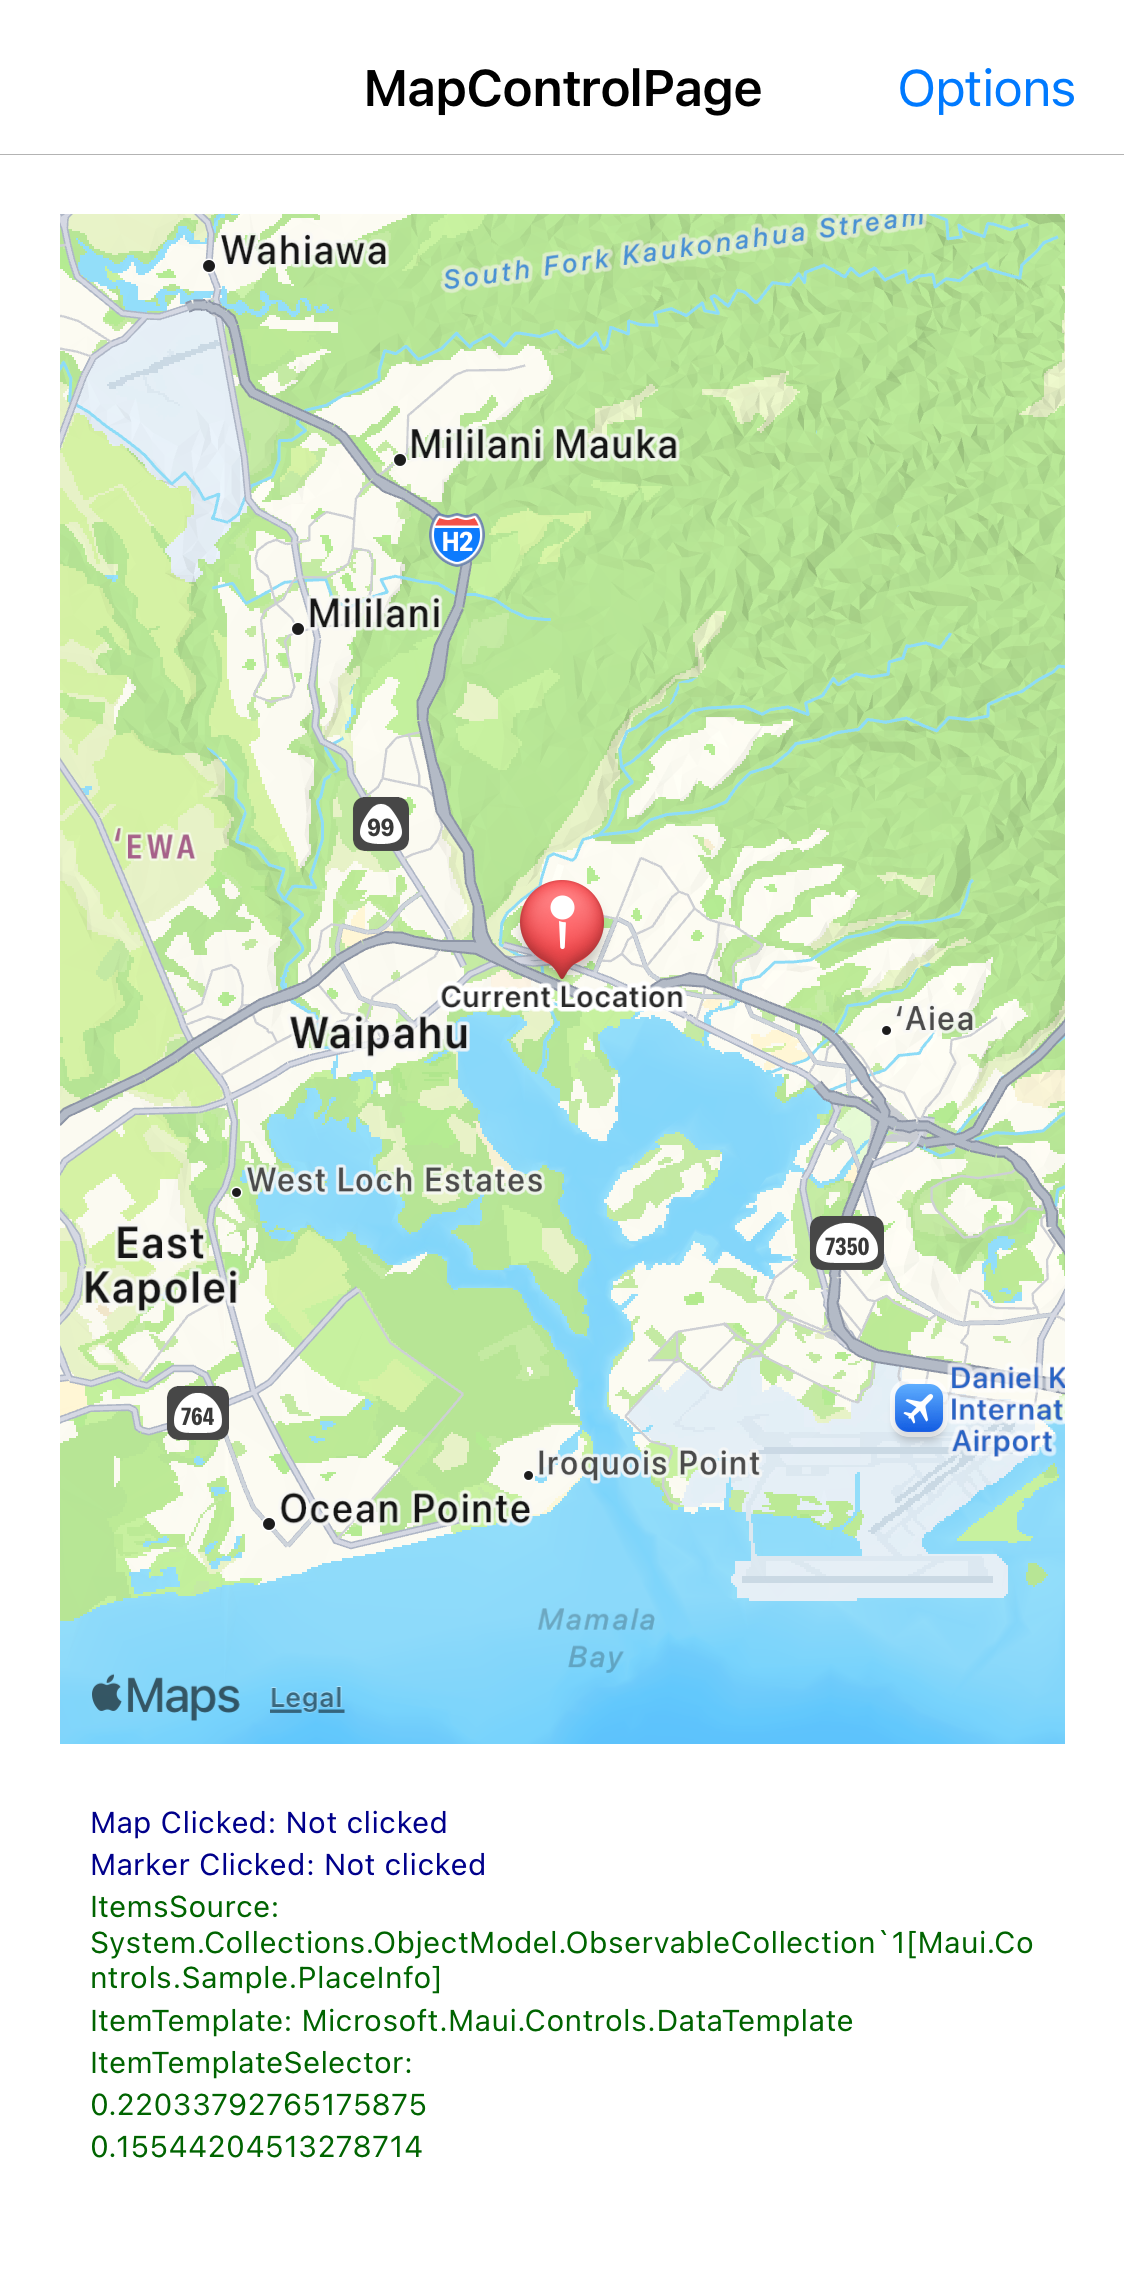 MapControlPage
Options
Wahiawa
South Fork Kaukonahua Stream
Mililani Mauka
H2
Mililani
99
ʻEWA
Current Location
Waipahu
ʻAiea
West Loch Estates
East
Kapolei
7350
764
Daniel K
Internat
Airport
Iroquois Point
Ocean Pointe
Mamala
Bay
Maps
Legal
Map Clicked: Not clicked
Marker Clicked: Not clicked
ItemsSource:
System.Collections.ObjectModel.ObservableCollection`1[Maui.Co
ntrols.Sample.PlaceInfo]
ItemTemplate: Microsoft.Maui.Controls.DataTemplate
ItemTemplateSelector:
0.22033792765175875
0.15544204513278714